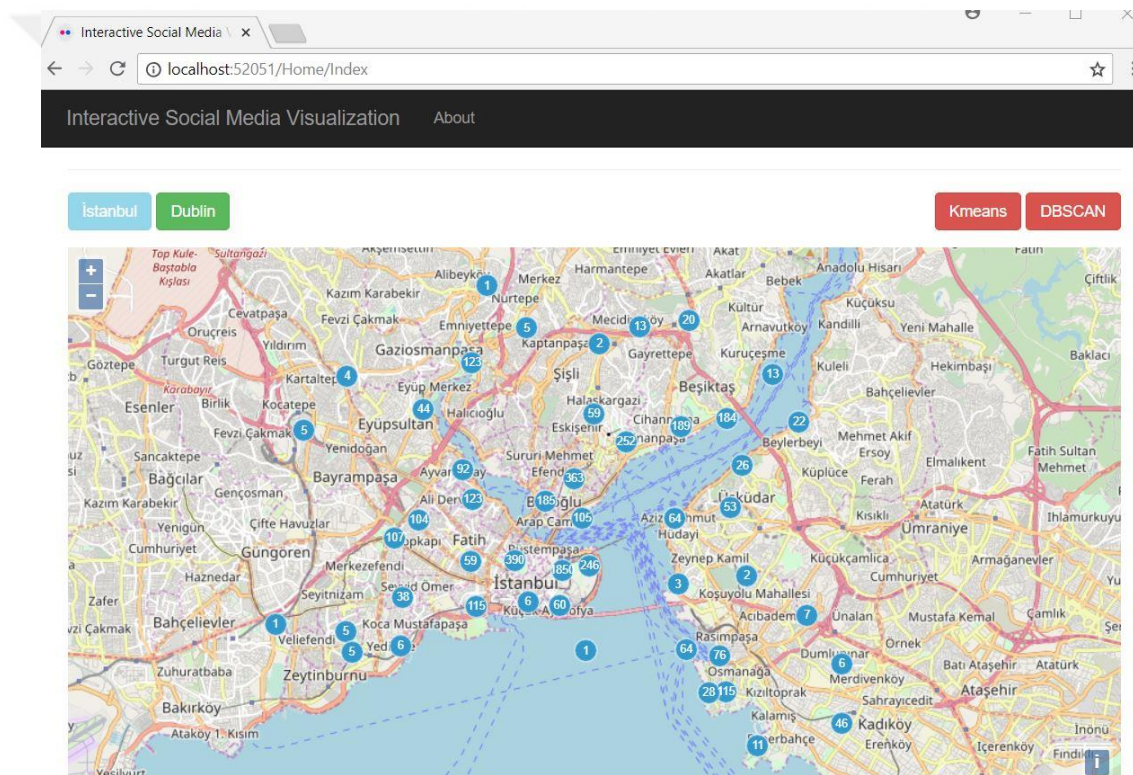 Interactive Social Media
localhost:52051/Home/Index
Interactive Social Media Visualization About
İstanbul Dublin Kmeans DBSCAN
Top Kule- Sultangazi Akşemsettin Emniyet Evleri Akat Fatih
Baştabla Kışlası
Alibeyköy Merkez Harmantepe Akatlar Bebek Anadolu Hisarı Çiftlik
+
−
1
Kazım Karabekir Nurtepe Kültür Küçüksu
Cevatpaşa Fevzi Çakmak Emniyettepe 5 13 20 Arnavutköy Kandilli Yeni Mahalle
Oruçreis Yıldırım Gaziosmanpaşa Kaptanpaşa 2 Gayrettepe Kuruçeşme
Göztepe Turgut Reis 123 Şişli Kuleli Hekimbaşı Baklacı
Karabayır Kartaltepe 4 Eyüp Merkez Beşiktaş 13
Esenler Birlik Kocatepe 44 Halıcıoğlu Halaskargazi 59 184 22 Bahçelievler
Fevzi Çakmak 5 Eyüpsultan Eskişehir 252 189 Beylerbeyi Mehmet Akif Ersoy Fatih Sultan Mehmet
Sancaktepe Yenidoğan Sururi Mehmet Efendi
Bağcılar Bayrampaşa 92 363 26 Küplüce Elmalıkent
Gençosman Ferah
Kazım Karabekir 123 185 Üsküdar 53 Atatürk
Yenigün Çifte Havuzlar 104 Arap Cami 105 64 Kısıklı Ümraniye Ihlamurkuyu
Cumhuriyet Güngören 107 Fatih Hüdayi
Merkezefendi 59 390 Rüstempaşa 850 246 Zeynep Kamil Küçükçamlıca Armağanevler
Haznedar İstanbul 3 2 Cumhuriyet
Zafer Seyitnizam 38 Seyyid Ömer Koşuyolu Mahallesi
Bahçelievler 115 6 60 Acıbadem 7 Ünalan Mustafa Kemal Çamlık
1 Koca Mustafapaşa
Veliefendi 5 Rasimpaşa Örnek
5 6 1 64 76 6 Batı Ataşehir Atatürk
Zuhuratbaba Zeytinburnu Osmanağa Merdivenköy
28 115 Kızıltoprak Ataşehir
Bakırköy Sahrayıcedit
Kalamış 46 Kadıköy
Ataköy 1. Kısım 11 Erenköy İçerenköy İnönü
i